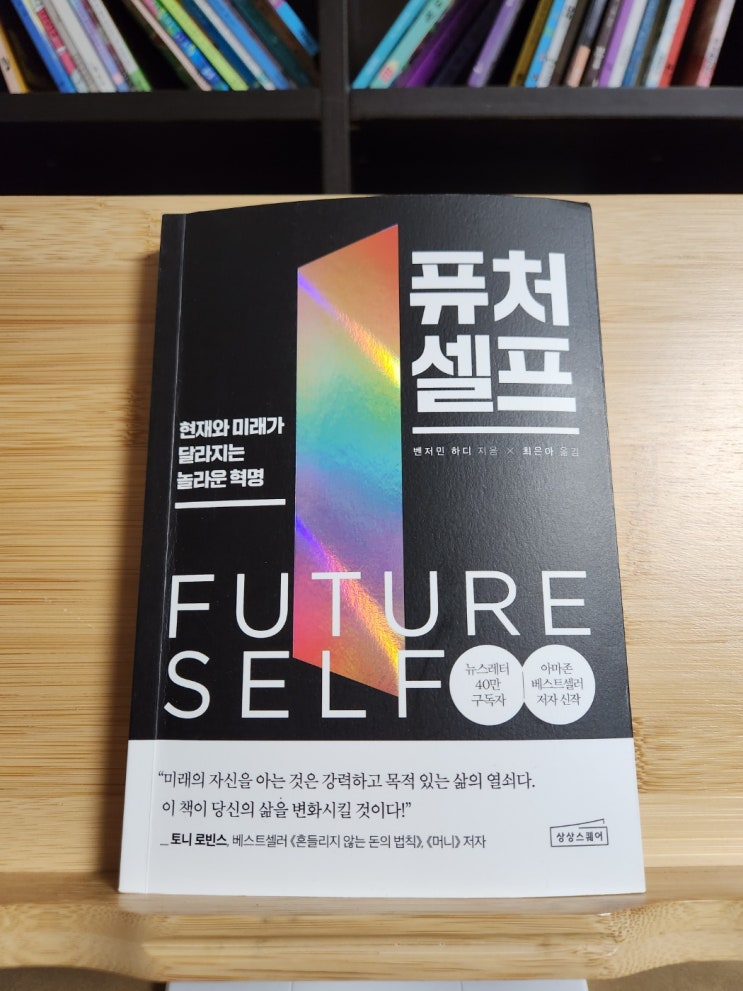 퓨처
셀프
벤저민 하디 지음 × 최은아 옮김
현재와 미래가
달라지는
놀라운 혁명
FUTURE
SELF
뉴스레터
40만
구독자
아마존
베스트셀러
저자 신작
“미래의 자신을 아는 것은 강력하고 목적 있는 삶의 열쇠다.
이 책이 당신의 삶을 변화시킬 것이다!”
_ 토니 로빈스, 베스트셀러 《흔들리지 않는 돈의 법칙》, 《머니》 저자
상상스퀘어